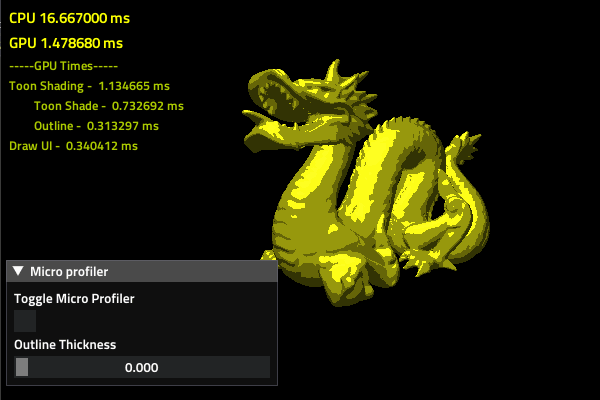 CPU 16.667000 ms
GPU 1.478680 ms
-----GPU Times-----
Toon Shading - 1.134665 ms
Toon Shade - 0.732692 ms
Outline - 0.313297 ms
Draw UI - 0.340412 ms
Micro profiler
Toggle Micro Profiler
Outline Thickness
0.000